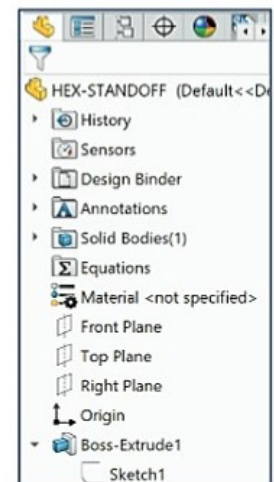 HEX-STANDOFF (Default<<De
History
Sensors
Design Binder
Annotations
Solid Bodies(1)
Equations
Material <not specified>
Front Plane
Top Plane
Right Plane
Origin
Boss-Extrude1
Sketch1